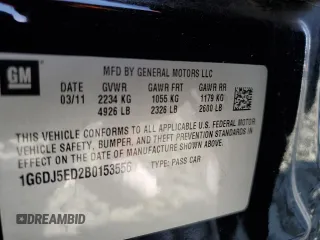 GM
MFD BY GENERAL MOTORS LLC
DATE GVWR GAWR FRT GAWR RR
03/11 2234 KG 1055 KG 1179 KG
4926 LB 2326 LB 2600 LB
THIS VEHICLE CONFORMS TO ALL APPLICABLE U.S. FEDERAL MOTOR
VEHICLE SAFETY, BUMPER, AND THEFT PREVENTION STANDARDS
IN EFFECT ON THE DATE OF MANUFACTURE SHOWN ABOVE.
1G6DJ5ED2B0153556 TYPE: PASS CAR